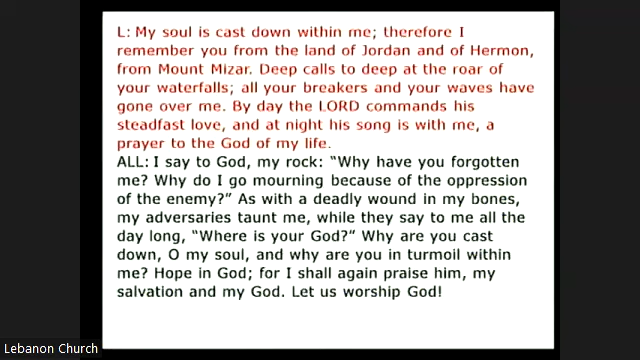 L: My soul is cast down within me; therefore I
remember you from the land of Jordan and of Hermon,
from Mount Mizar. Deep calls to deep at the roar of
your waterfalls; all your breakers and your waves have
gone over me. By day the LORD commands his
steadfast love, and at night his song is with me, a
prayer to the God of my life.
ALL: I say to God, my rock: “Why have you forgotten
me? Why do I go mourning because of the oppression
of the enemy?” As with a deadly wound in my bones,
my adversaries taunt me, while they say to me all the
day long, “Where is your God?” Why are you cast
down, O my soul, and why are you in turmoil within
me? Hope in God; for I shall again praise him, my
salvation and my God. Let us worship God!
Lebanon Church